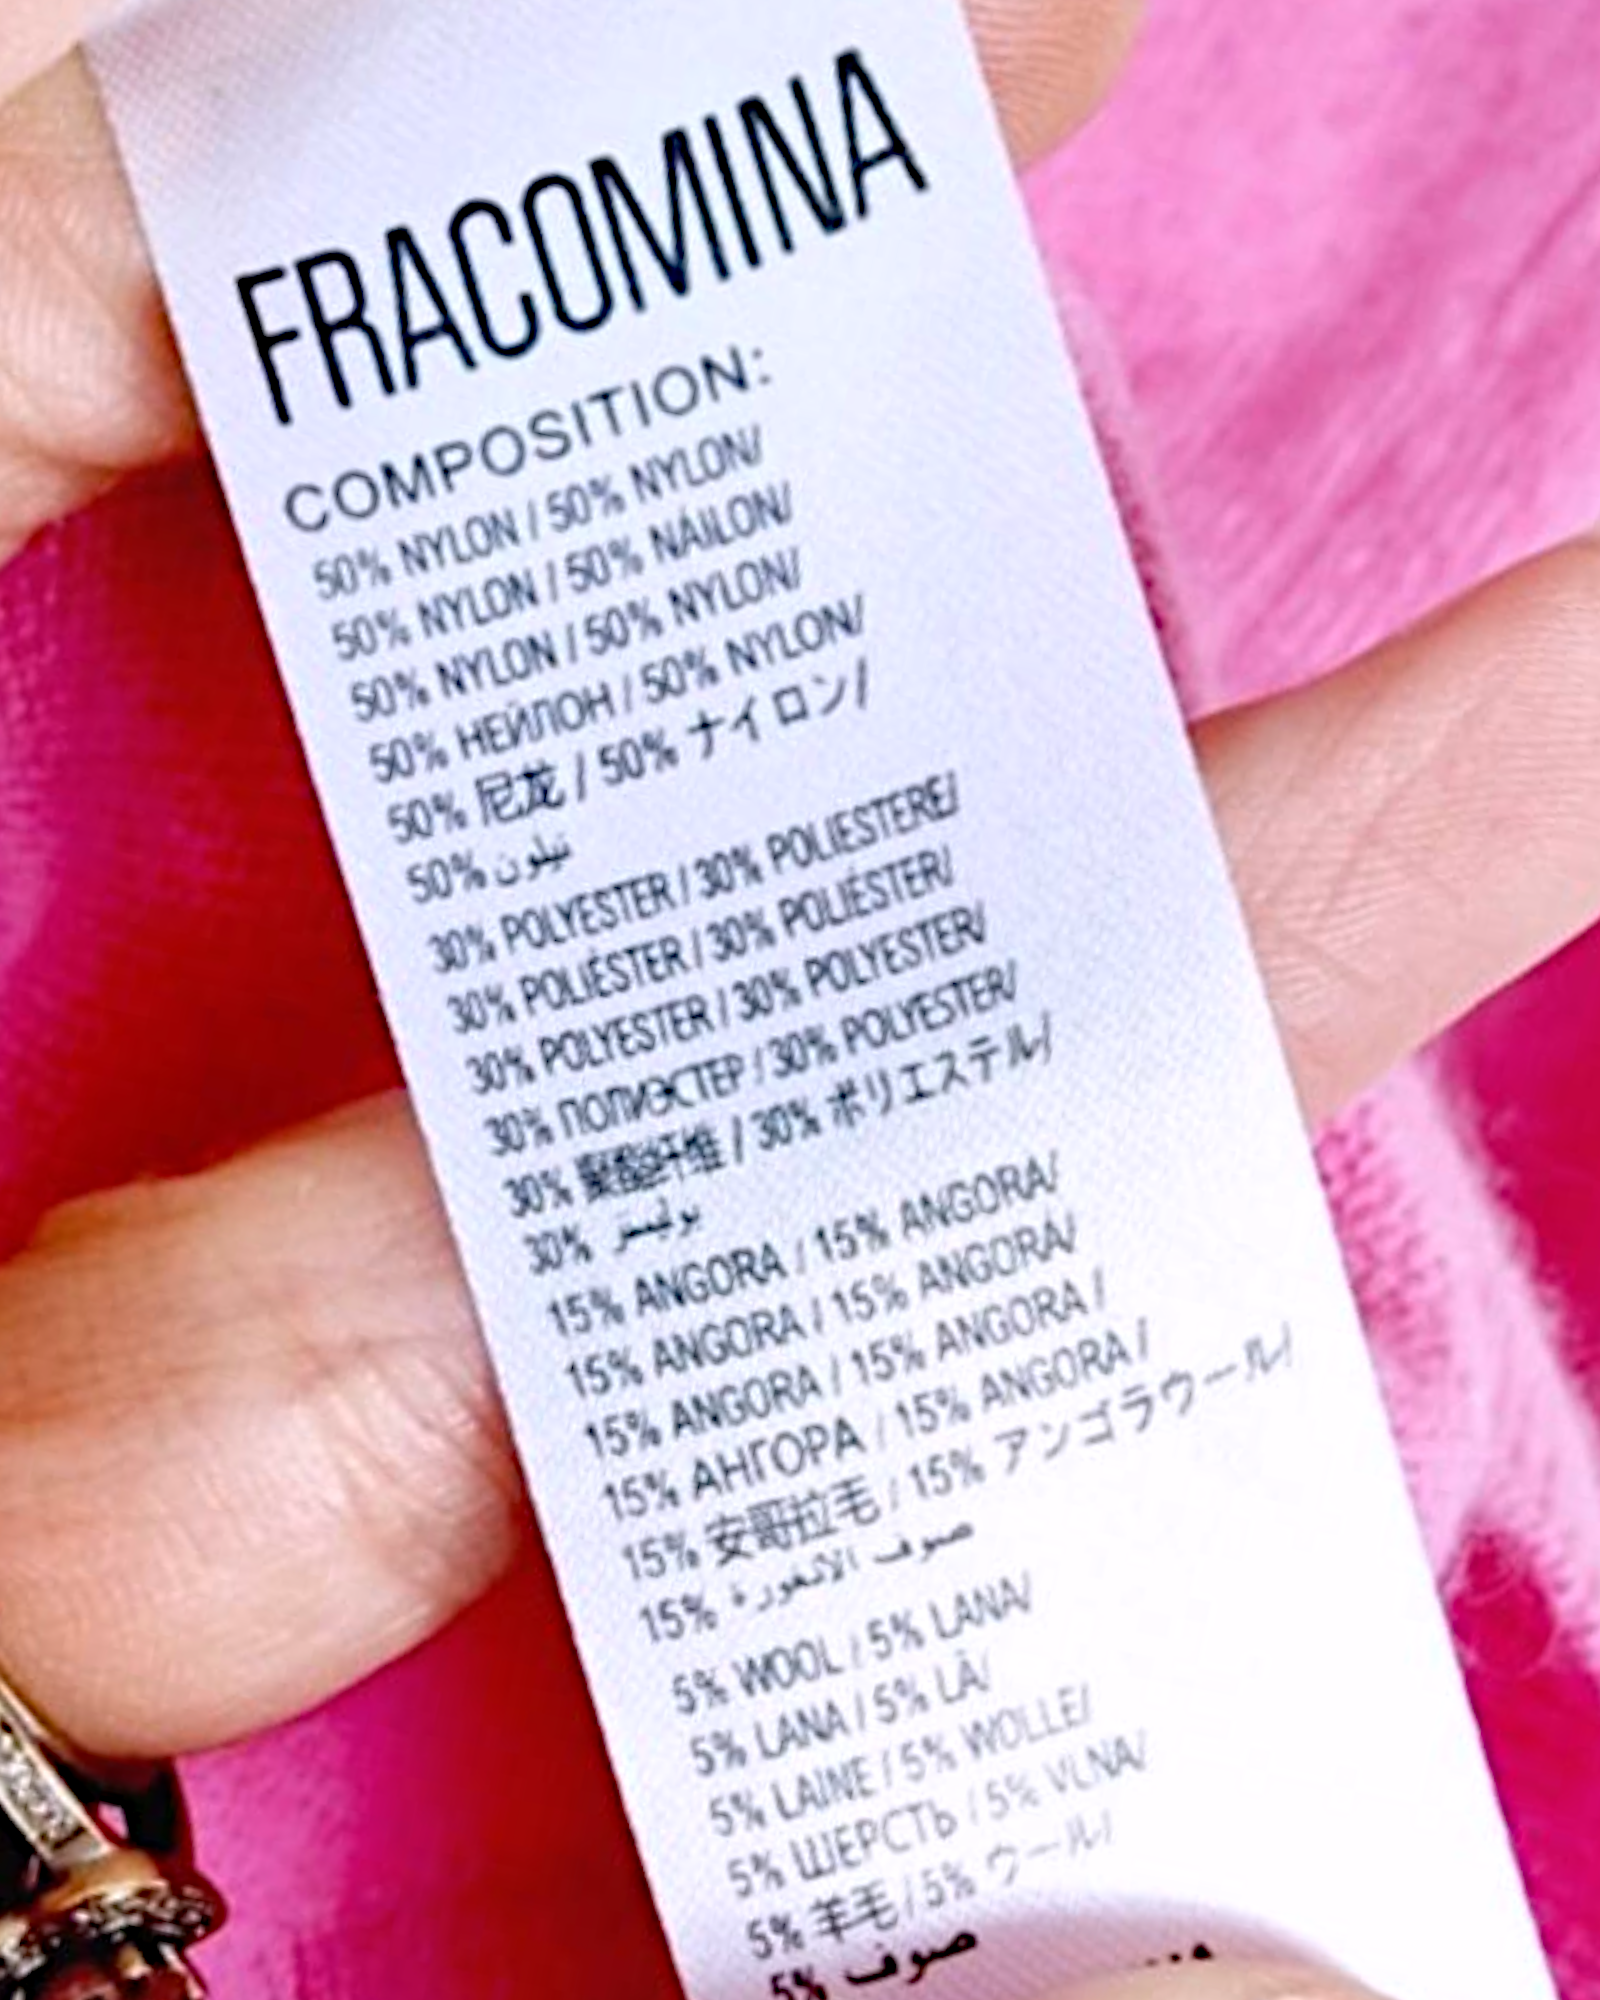 FRACOMINA
COMPOSITION:
50% NYLON / 50% NYLON/
50% NYLON / 50% NÁILON/
50% NYLON / 50% NYLON/
50% НЕЙЛОН / 50% NYLON/
50% 尼龙 / 50% ナイロン/
50% نيلون
30% POLYESTER / 30% POLIESTERE/
30% POLIÉSTER / 30% POLIÉSTER/
30% POLYESTER / 30% POLYESTER/
30% ПОЛИЭСТЕР / 30% POLYESTER/
30% 聚酯纤维 / 30% ポリエステル/
30%
15% ANGORA / 15% ANGORA/
15% ANGORA / 15% ANGORÁ/
15% ANGORA / 15% ANGORA /
15% АНГОРА / 15% ANGORA /
15% 安哥拉毛 / 15% アンゴラウール/
15% صوف الانغورة
5% WOOL / 5% LANA/
5% LANA / 5% LÃ/
5% LAINE / 5% WOLLE/
5% ШЕРСТЬ / 5% VLNA/
5% 羊毛 / 5% ウール/
5% صوف